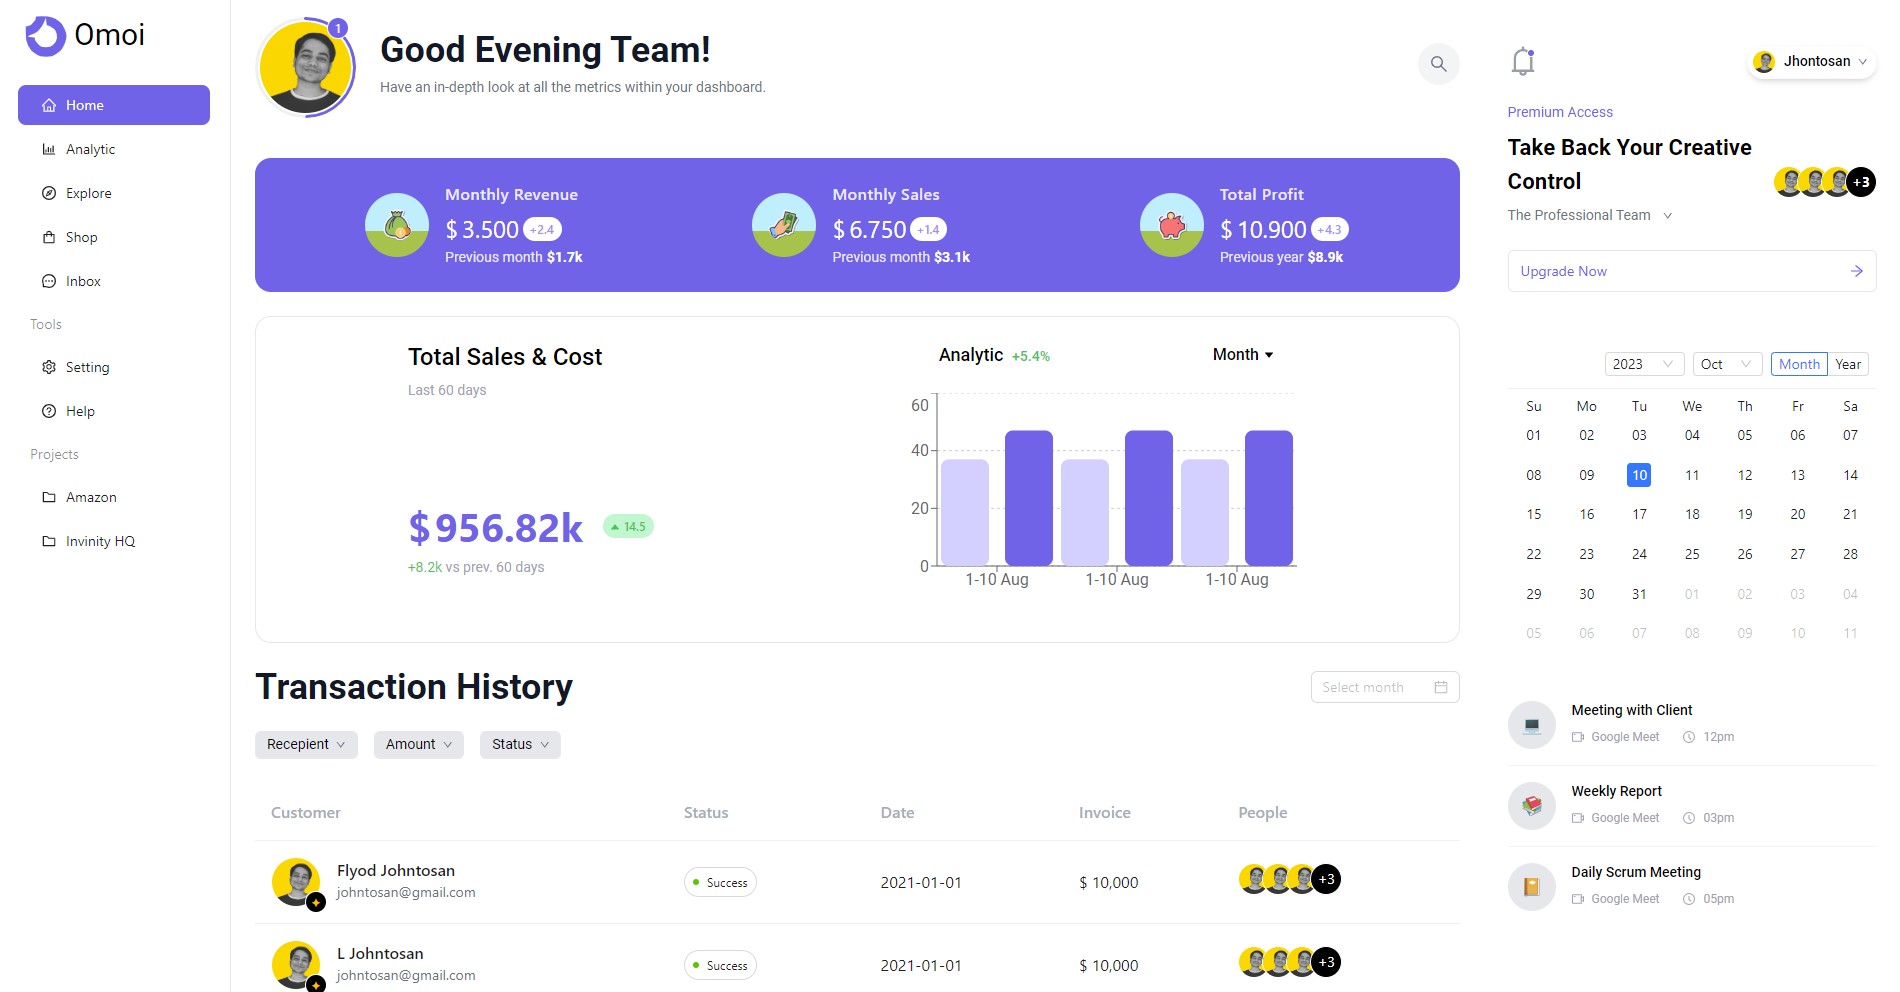 Omoi
Home
Analytic
Explore
Shop
Inbox
Tools
Setting
Help
Projects
Amazon
Invinity HQ
1
Good Evening Team!
Have an in-depth look at all the metrics within your dashboard.
Monthly Revenue
$ 3.500 +2.4
Previous month $1.7k
Monthly Sales
$ 6.750 +1.4
Previous month $3.1k
Total Profit
$ 10.900 +4.3
Previous year $8.9k
Total Sales & Cost
Last 60 days
$ 956.82k 14.5
+8.2k vs prev. 60 days
Analytic +5.4% Month
60
40
20
0
1-10 Aug 1-10 Aug 1-10 Aug
Transaction History
Select month
Recepient Amount Status
Customer Status Date Invoice People
Flyod Johntosan
johntosan@gmail.com
Success 2021-01-01 $ 10,000 +3
L Johntosan
johntosan@gmail.com
Success 2021-01-01 $ 10,000 +3
Jhontosan
Premium Access
Take Back Your Creative
Control
+3
The Professional Team
Upgrade Now
2023 Oct Month Year
Su Mo Tu We Th Fr Sa
01 02 03 04 05 06 07
08 09 10 11 12 13 14
15 16 17 18 19 20 21
22 23 24 25 26 27 28
29 30 31 01 02 03 04
05 06 07 08 09 10 11
Meeting with Client
Google Meet 12pm
Weekly Report
Google Meet 03pm
Daily Scrum Meeting
Google Meet 05pm